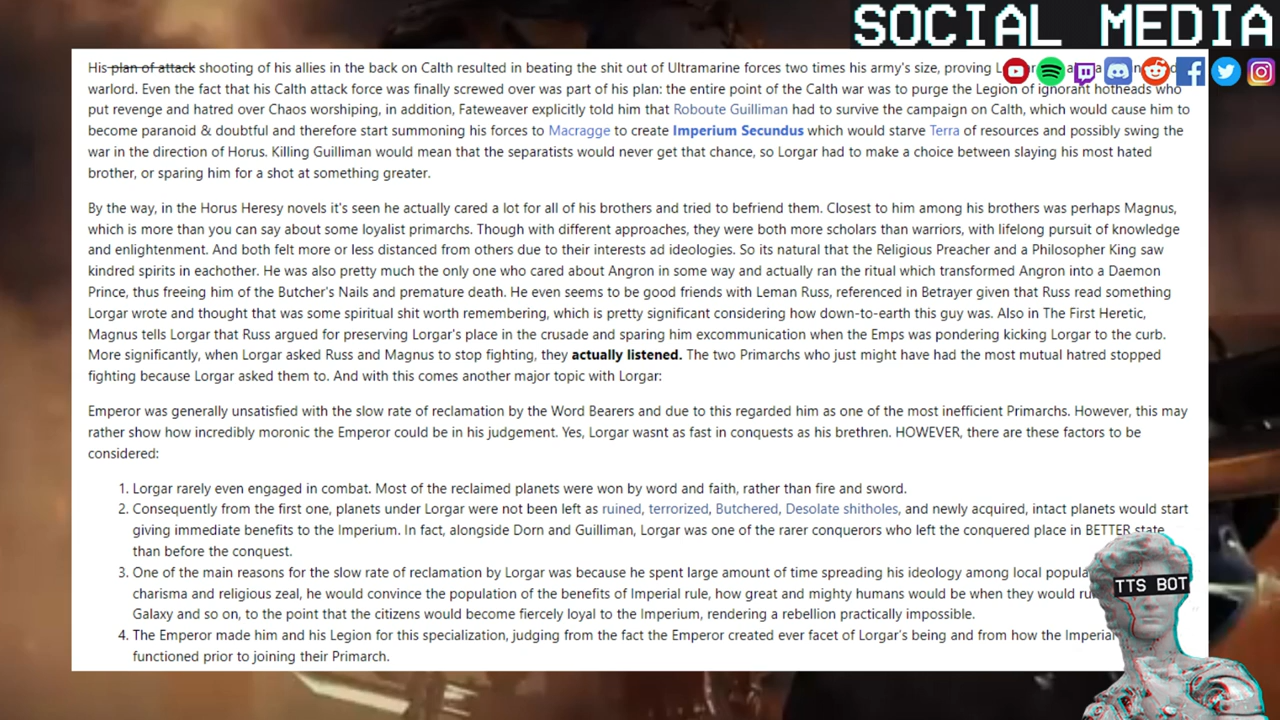 SOCIAL MEDIA
His plan of attack shooting of his allies in the back on Calth resulted in beating the shit out of Ultramarine forces two times his army's size, proving
warlord. Even the fact that his Calth attack force was finally screwed over was part of his plan: the entire point of the Calth war was to purge the Legion of ignorant hotheads who
put revenge and hatred over Chaos worshiping, in addition, Fateweaver explicitly told him that Roboute Guilliman had to survive the campaign on Calth, which would cause him to
become paranoid & doubtful and therefore start summoning his forces to Macragge to create Imperium Secundus which would starve Terra of resources and possibly swing the
war in the direction of Horus. Killing Guilliman would mean that the separatists would never get that chance, so Lorgar had to make a choice between slaying his most hated
brother, or sparing him for a shot at something greater.
By the way, in the Horus Heresy novels it's seen he actually cared a lot for all of his brothers and tried to befriend them. Closest to him among his brothers was perhaps Magnus,
which is more than you can say about some loyalist primarchs. Though with different approaches, they were both more scholars than warriors, with lifelong pursuit of knowledge
and enlightenment. And both felt more or less distanced from others due to their interests ad ideologies. So its natural that the Religious Preacher and a Philosopher King saw
kindred spirits in eachother. He was also pretty much the only one who cared about Angron in some way and actually ran the ritual which transformed Angron into a Daemon
Prince, thus freeing him of the Butcher's Nails and premature death. He even seems to be good friends with Leman Russ, referenced in Betrayer given that Russ read something
Lorgar wrote and thought that was some spiritual shit worth remembering, which is pretty significant considering how down-to-earth this guy was. Also in The First Heretic,
Magnus tells Lorgar that Russ argued for preserving Lorgar's place in the crusade and sparing him excommunication when the Emps was pondering kicking Lorgar to the curb.
More significantly, when Lorgar asked Russ and Magnus to stop fighting, they actually listened. The two Primarchs who just might have had the most mutual hatred stopped
fighting because Lorgar asked them to. And with this comes another major topic with Lorgar:
Emperor was generally unsatisfied with the slow rate of reclamation by the Word Bearers and due to this regarded him as one of the most inefficient Primarchs. However, this may
rather show how incredibly moronic the Emperor could be in his judgement. Yes, Lorgar wasnt as fast in conquests as his brethren. HOWEVER, there are these factors to be
considered:
1. Lorgar rarely even engaged in combat. Most of the reclaimed planets were won by word and faith, rather than fire and sword.
2. Consequently from the first one, planets under Lorgar were not been left as ruined, terrorized, Butchered, Desolate shitholes, and newly acquired, intact planets would start
giving immediate benefits to the Imperium. In fact, alongside Dorn and Guilliman, Lorgar was one of the rarer conquerors who left the conquered place in BETTER state
than before the conquest.
3. One of the main reasons for the slow rate of reclamation by Lorgar was because he spent large amount of time spreading his ideology among local
charisma and religious zeal, he would convince the population of the benefits of Imperial rule, how great and mighty humans would be when they would
Galaxy and so on, to the point that the citizens would become fiercely loyal to the Imperium, rendering a rebellion practically impossible.
4. The Emperor made him and his Legion for this specialization, judging from the fact the Emperor created ever facet of Lorgar's being and from how the
functioned prior to joining their Primarch.
TTS BOT